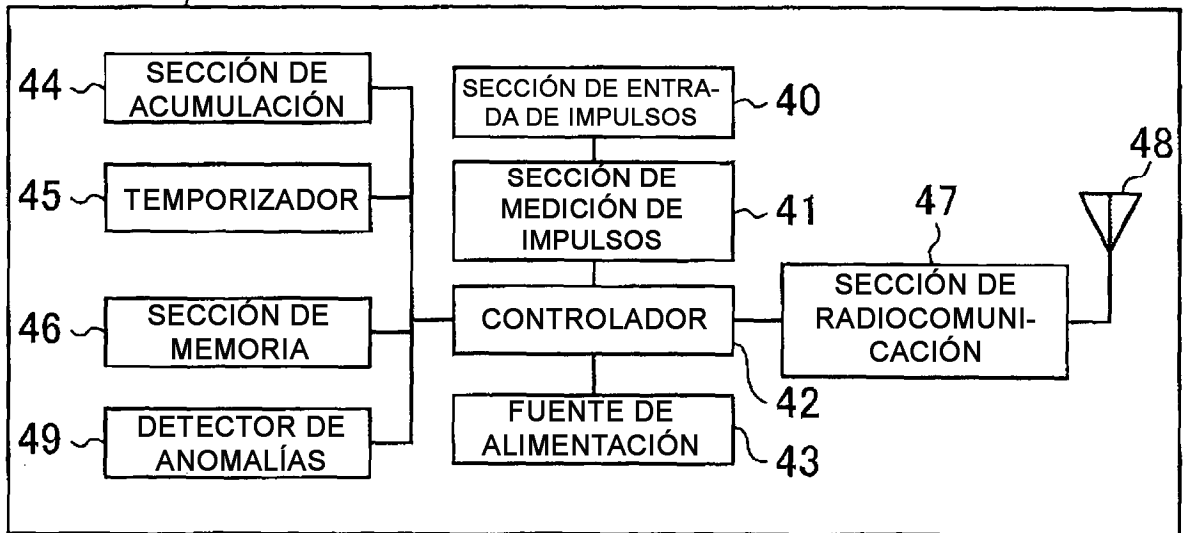 44
SECCIÓN DE
ACUMULACIÓN
45
TEMPORIZADOR
46
SECCIÓN DE
MEMORIA
49
DETECTOR DE
ANOMALÍAS
SECCIÓN DE ENTRA-
DA DE IMPULSOS
40
SECCIÓN DE
MEDICIÓN DE
IMPULSOS
41
CONTROLADOR
42
FUENTE DE
ALIMENTACIÓN
43
47
SECCIÓN DE
RADIOCOMUNI-
CACIÓN
48